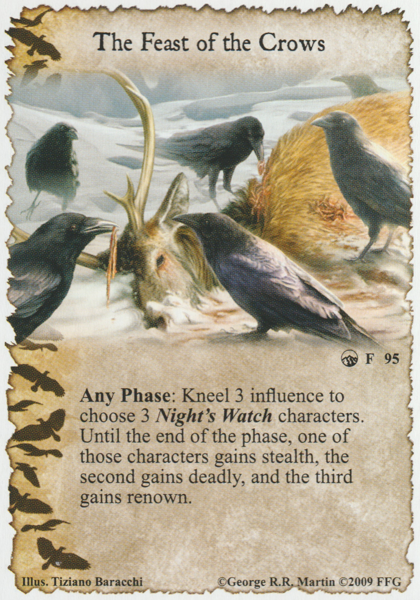 The Feast of the Crows
F 95
Any Phase: Kneel 3 influence to
choose 3 Night's Watch characters.
Until the end of the phase, one of
those characters gains stealth, the
second gains deadly, and the third
gains renown.
Illus. Tiziano Baracchi ©George R.R. Martin ©2009 FFG